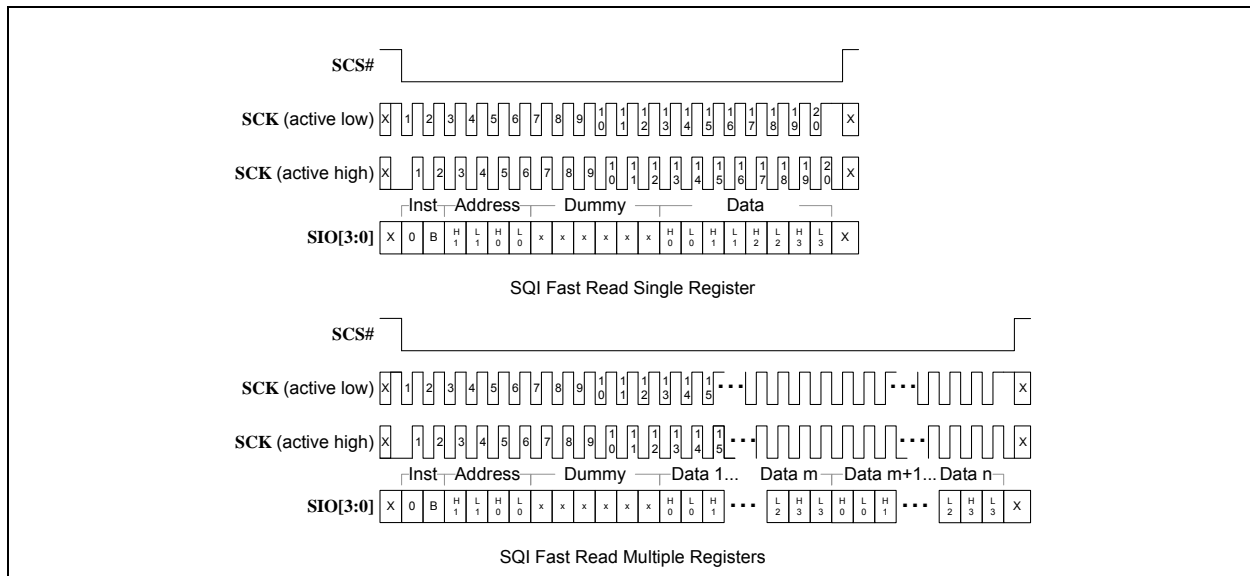 SCS#
SCK (active low) X 1 2 3 4 5 6 7 8 9 10 11 12 13 14 15 16 17 18 19 20 X
SCK (active high) X 1 2 3 4 5 6 7 8 9 10 11 12 13 14 15 16 17 18 19 20 X
Inst Address Dummy Data
SIO[3:0] X 0 B H1 L1 H0 L0 x x x x x x H0 L0 H1 L1 H2 L2 H3 L3 X
SQI Fast Read Single Register
SCS#
SCK (active low) X 1 2 3 4 5 6 7 8 9 10 11 12 13 14 15 ... ... X
SCK (active high) X 1 2 3 4 5 6 7 8 9 10 11 12 13 14 15 ... ... X
Inst Address Dummy Data 1... Data m Data m+1... Data n
SIO[3:0] X 0 B H1 L1 H0 L0 x x x x x x H0 L0 H1 ... L2 H3 L3 H0 L0 H1 ... L2 H3 L3 X
SQI Fast Read Multiple Registers